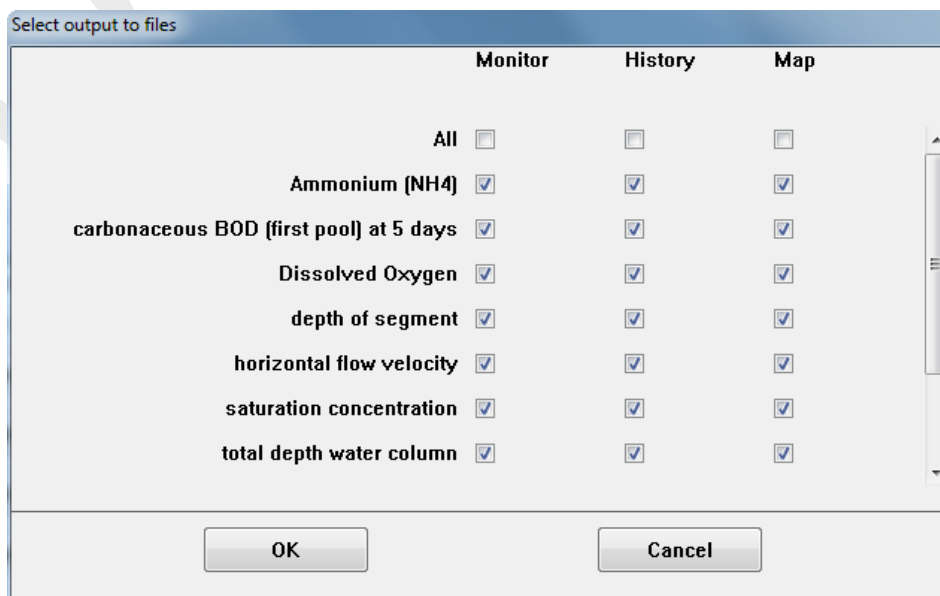 Select output to files
Monitor History Map
All
Ammonium (NH4)
carbonaceous BOD (first pool) at 5 days
Dissolved Oxygen
depth of segment
horizontal flow velocity
saturation concentration
total depth water column
OK Cancel